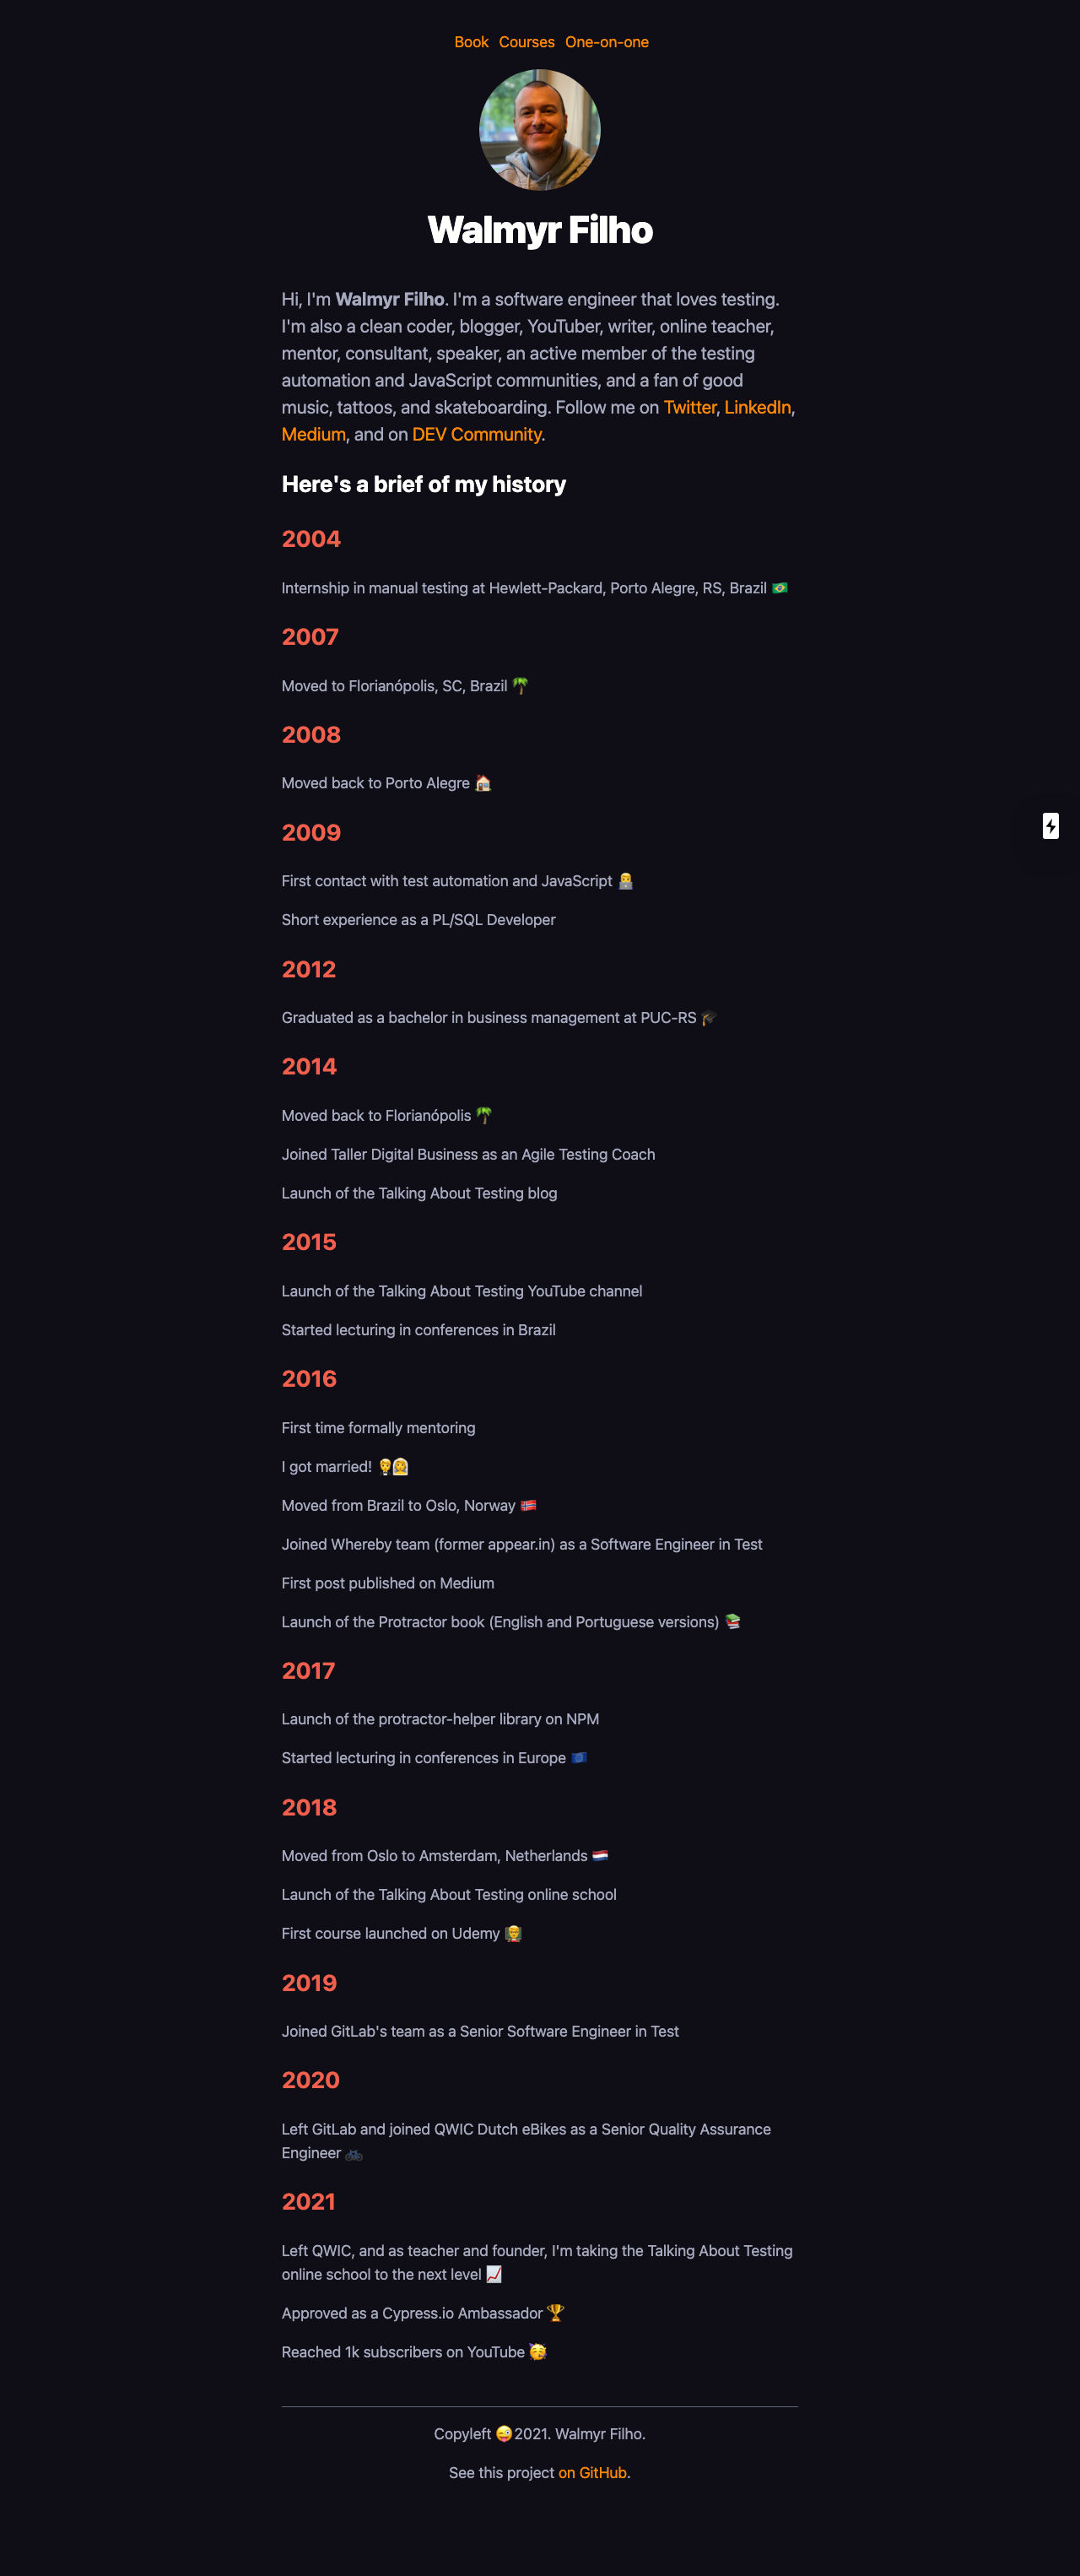 Book Courses One-on-one
Walmyr Filho
Hi, I'm Walmyr Filho. I'm a software engineer that loves testing.
I'm also a clean coder, blogger, YouTuber, writer, online teacher,
mentor, consultant, speaker, an active member of the testing
automation and JavaScript communities, and a fan of good
music, tattoos, and skateboarding. Follow me on Twitter, LinkedIn,
Medium, and on DEV Community.
Here's a brief of my history
2004
Internship in manual testing at Hewlett-Packard, Porto Alegre, RS, Brazil 🇧🇷
2007
Moved to Florianópolis, SC, Brazil 🌴
2008
Moved back to Porto Alegre 🏠
2009
First contact with test automation and JavaScript 👨‍💻
Short experience as a PL/SQL Developer
2012
Graduated as a bachelor in business management at PUC-RS 🎓
2014
Moved back to Florianópolis 🌴
Joined Taller Digital Business as an Agile Testing Coach
Launch of the Talking About Testing blog
2015
Launch of the Talking About Testing YouTube channel
Started lecturing in conferences in Brazil
2016
First time formally mentoring
I got married! 🤵👰
Moved from Brazil to Oslo, Norway 🇳🇴
Joined Whereby team (former appear.in) as a Software Engineer in Test
First post published on Medium
Launch of the Protractor book (English and Portuguese versions) 📚
2017
Launch of the protractor-helper library on NPM
Started lecturing in conferences in Europe 🇪🇺
2018
Moved from Oslo to Amsterdam, Netherlands 🇳🇱
Launch of the Talking About Testing online school
First course launched on Udemy 👨‍🏫
2019
Joined GitLab's team as a Senior Software Engineer in Test
2020
Left GitLab and joined QWIC Dutch eBikes as a Senior Quality Assurance
Engineer 🚲
2021
Left QWIC, and as teacher and founder, I'm taking the Talking About Testing
online school to the next level 📈
Approved as a Cypress.io Ambassador 🏆
Reached 1k subscribers on YouTube 🥳
Copyleft 😜2021. Walmyr Filho.
See this project on GitHub.